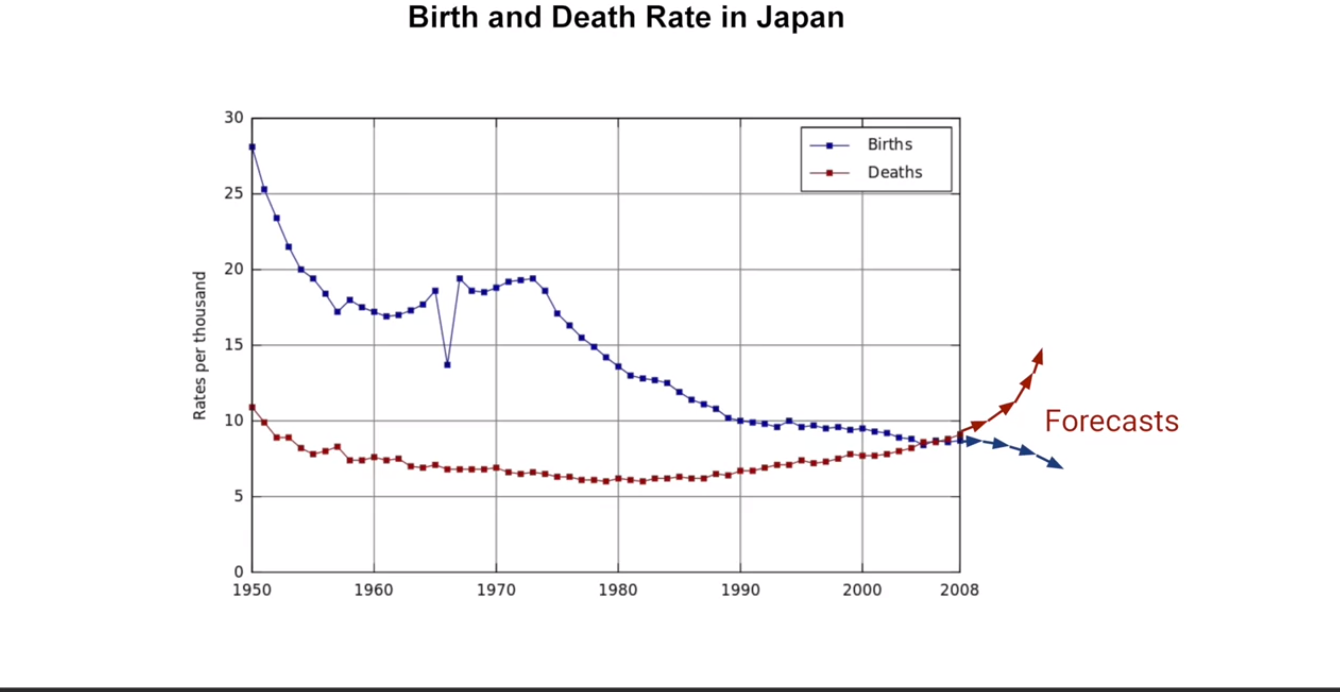 Birth and Death Rate in Japan
30
25
20
15
10
5
0
Rates per thousand
Births
Deaths
Forecasts
1950 1960 1970 1980 1990 2000 2008